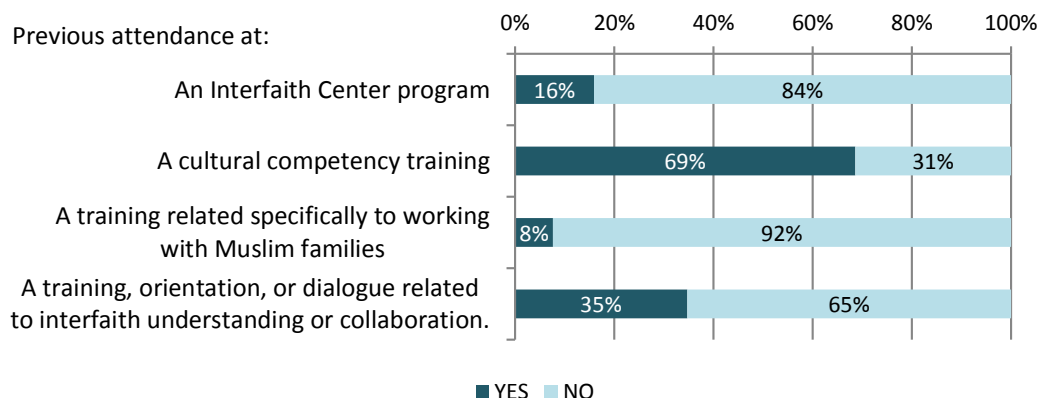 0% 20% 40% 60% 80% 100%
Previous attendance at:
An Interfaith Center program
16% 84%
A cultural competency training
69% 31%
A training related specifically to working
with Muslim families
8% 92%
A training, orientation, or dialogue related
to interfaith understanding or collaboration.
35% 65%
YES NO